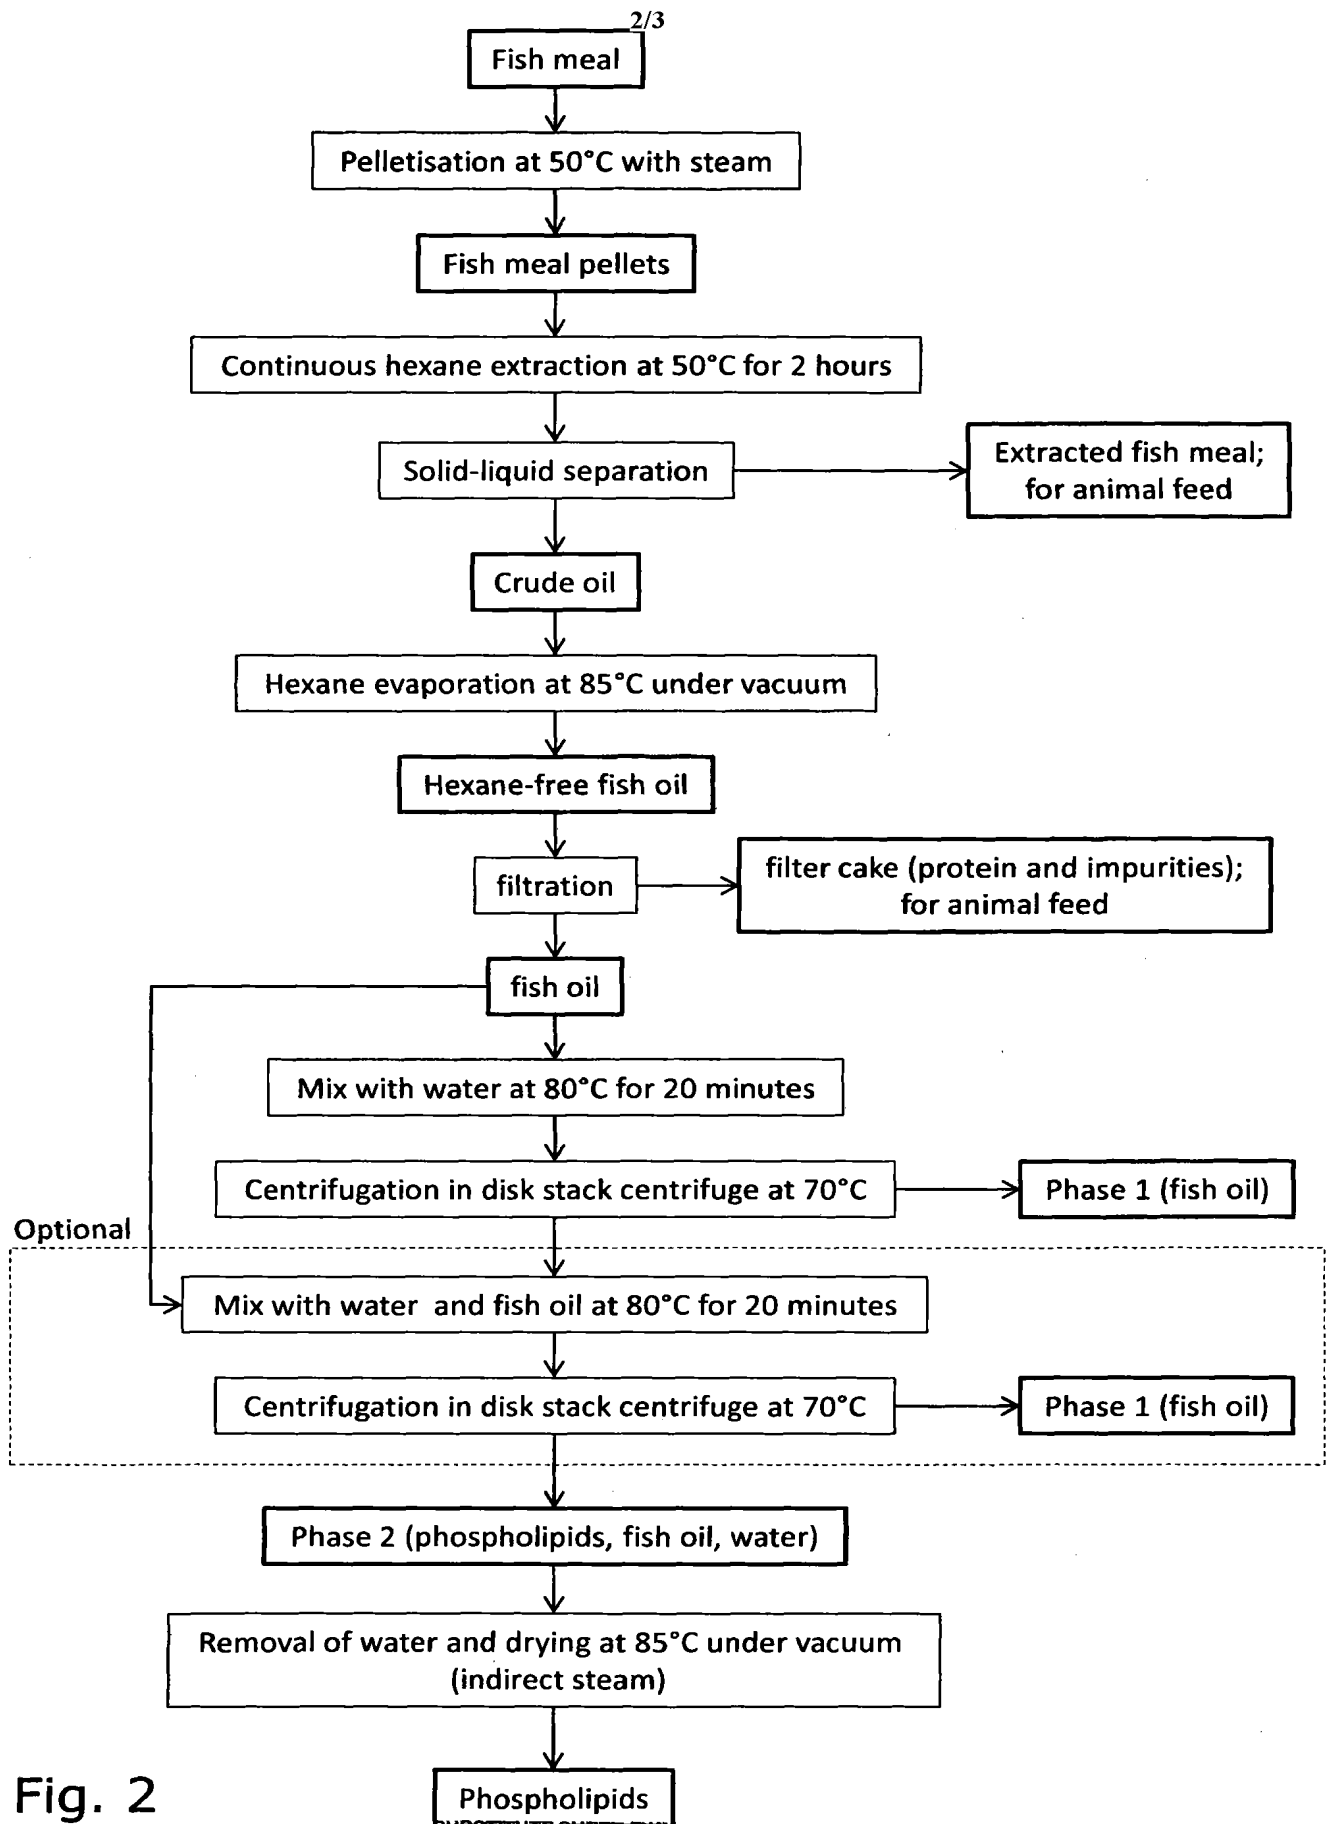 2/3
Fish meal
Pelletisation at 50°C with steam
Fish meal pellets
Continuous hexane extraction at 50°C for 2 hours
Solid-liquid separation
Extracted fish meal;
for animal feed
Crude oil
Hexane evaporation at 85°C under vacuum
Hexane-free fish oil
filtration
filter cake (protein and impurities);
for animal feed
fish oil
Mix with water at 80°C for 20 minutes
Centrifugation in disk stack centrifuge at 70°C
Phase 1 (fish oil)
Optional
Mix with water and fish oil at 80°C for 20 minutes
Centrifugation in disk stack centrifuge at 70°C
Phase 1 (fish oil)
Phase 2 (phospholipids, fish oil, water)
Removal of water and drying at 85°C under vacuum
(indirect steam)
Phospholipids
Fig. 2